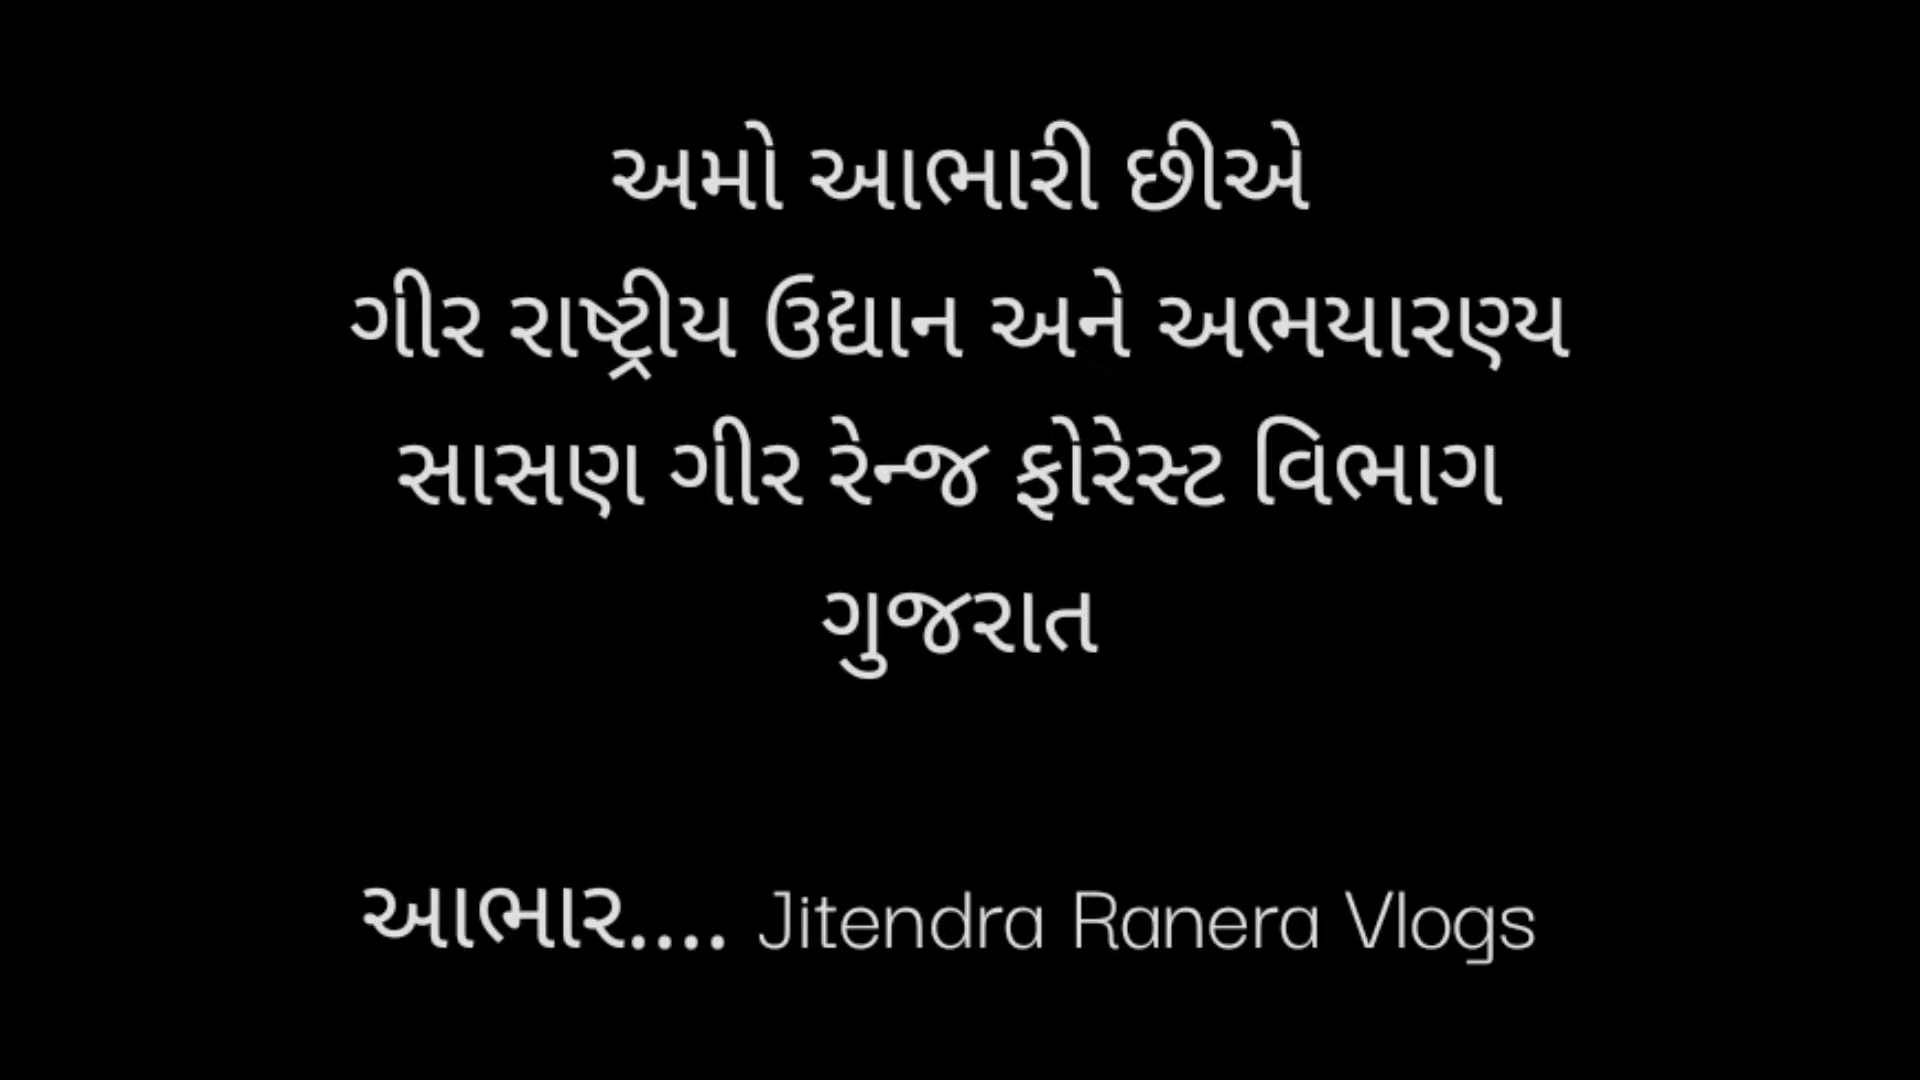 અમો આભારી છીએ
ગીર રાષ્ટ્રીય ઉદ્યાન અને અભયારણ્ય
સાસણ ગીર રેન્જ ફોરેસ્ટ વિભાગ
ગુજરાત
આભાર.... Jitendra Ranera Vlogs